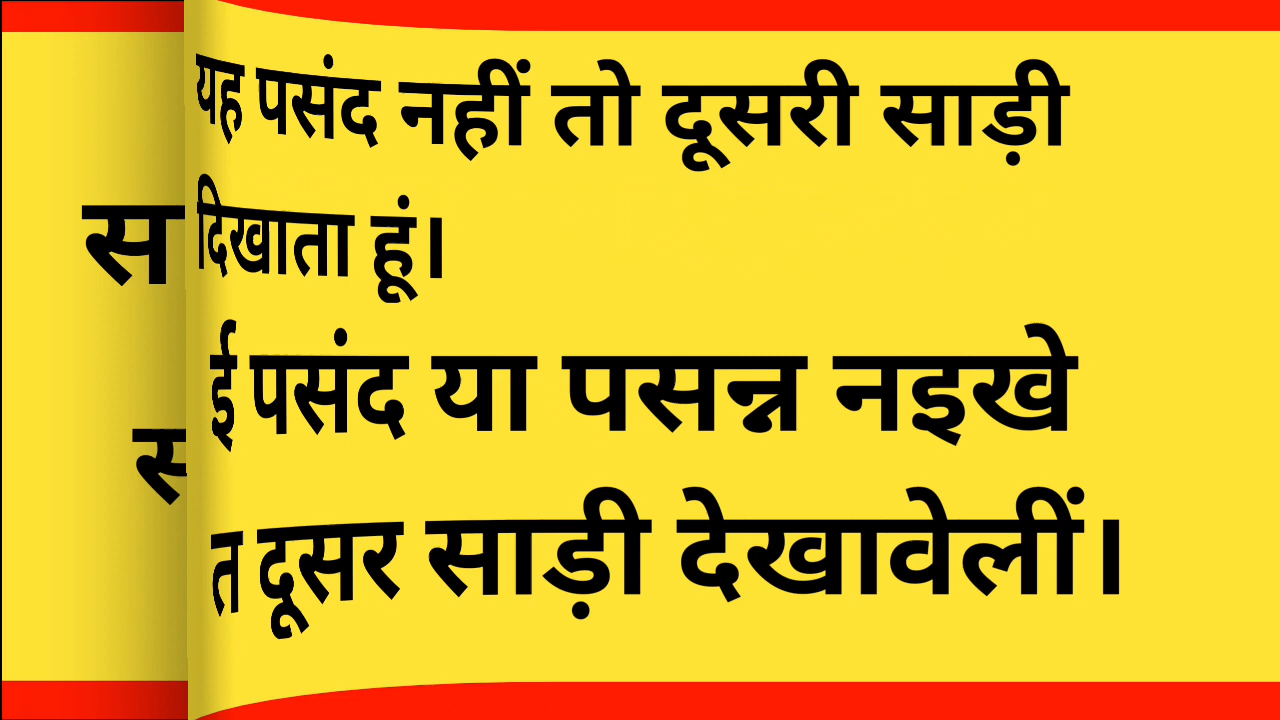 यह पसंद नहीं तो दूसरी साड़ी
दिखाता हूं।
ई पसंद या पसन्न नइखे
त दूसर साड़ी देखावेलीं।